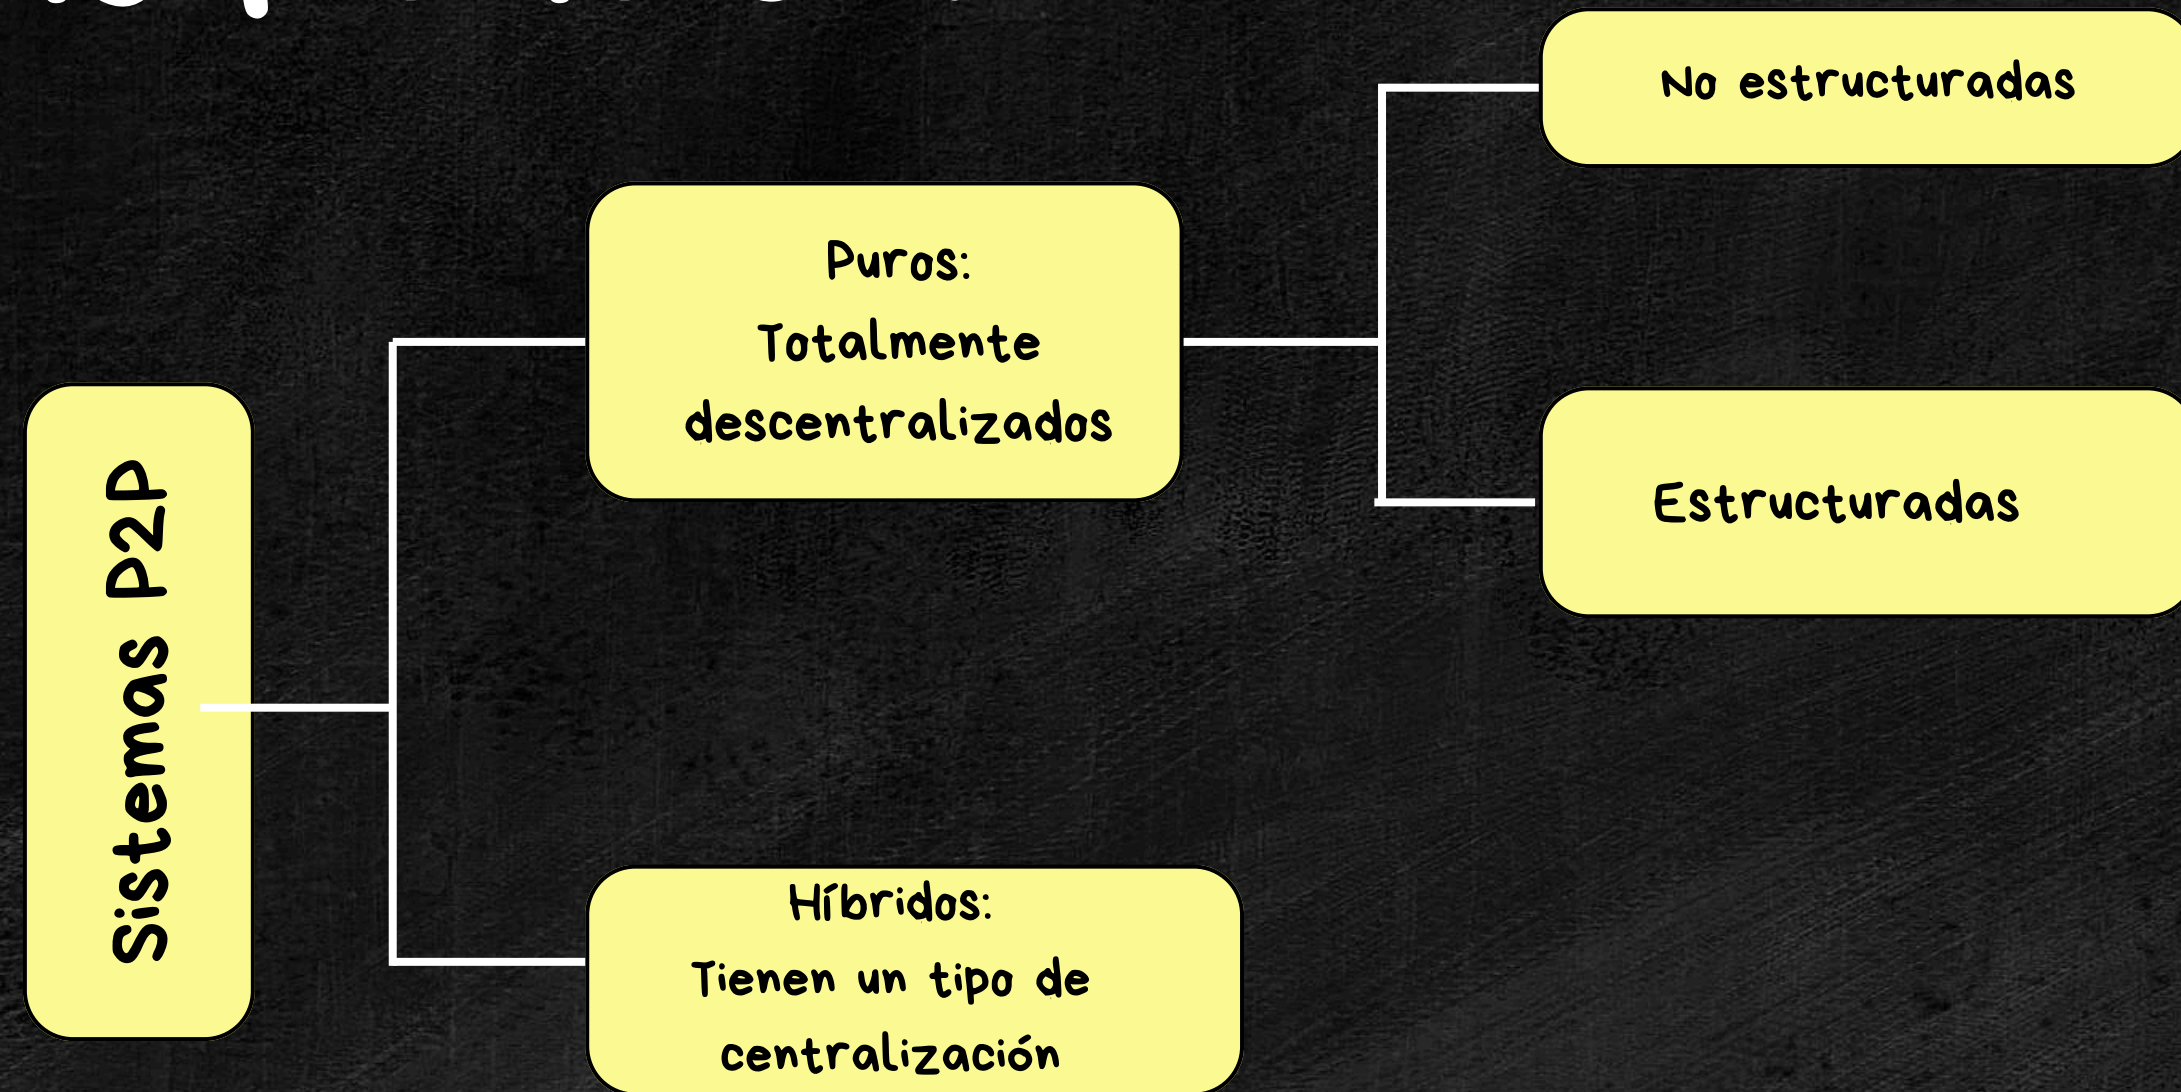 Sistemas P2P
Puros:
Totalmente
descentralizados
No estructuradas
Estructuradas
Híbridos:
Tienen un tipo de
centralización